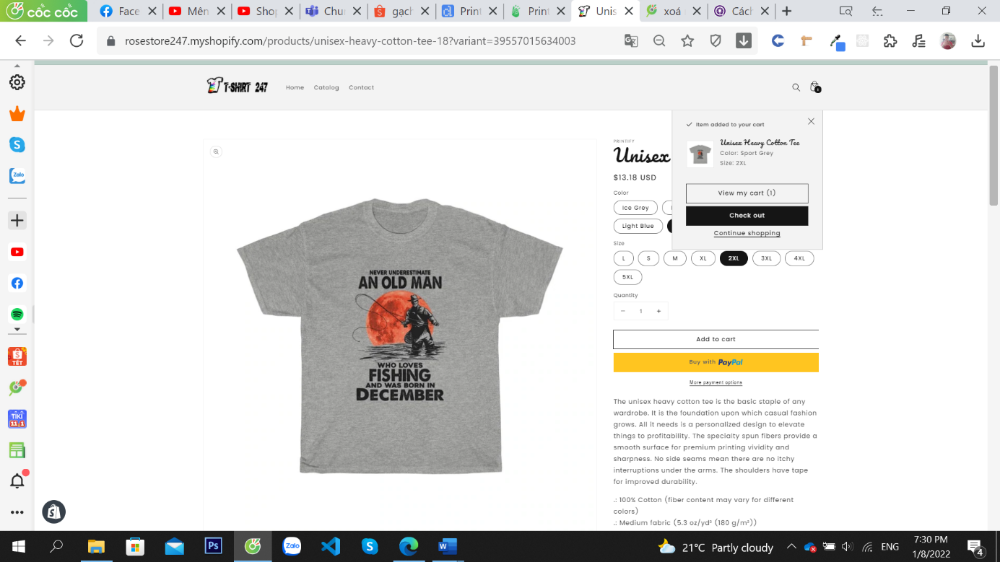 CỐC CỐC
Face
Mên
Shop
Chu
gạch
Print
Print
Unis
xoá
Cách
rosestore247.myshopify.com/products/unisex-heavy-cotton-tee-18?variant=39557015634003
T-SHIRT 247
Home
Catalog
Contact
1
Item added to your cart
Unisex Heavy Cotton Tee
Color: Sport Grey
Size: 2XL
View my cart (1)
Check out
Continue shopping
PRINTIFY
Unisex
$13.18 USD
Color
Ice Grey
Light Blue
Size
L
S
M
XL
2XL
3XL
4XL
5XL
Quantity
1
Add to cart
Buy with PayPal
More payment options
The unisex heavy cotton tee is the basic staple of any
wardrobe. It is the foundation upon which casual fashion
grows. All it needs is a personalized design to elevate
things to profitability. The specialty spun fibers provide a
smooth surface for premium printing vividity and
sharpness. No side seams mean there are no itchy
interruptions under the arms. The shoulders have tape
for improved durability.
.: 100% Cotton (fiber content may vary for different
colors)
.: Medium fabric (5.3 oz/yd² (180 g/m²))
NEVER UNDERESTIMATE
AN OLD MAN
WHO LOVES
FISHING
AND WAS BORN IN
DECEMBER
Zalo
TẾT
TIKI
11.1
Ps
Zalo
21°C Partly cloudy
ENG
7:30 PM
1/8/2022
4